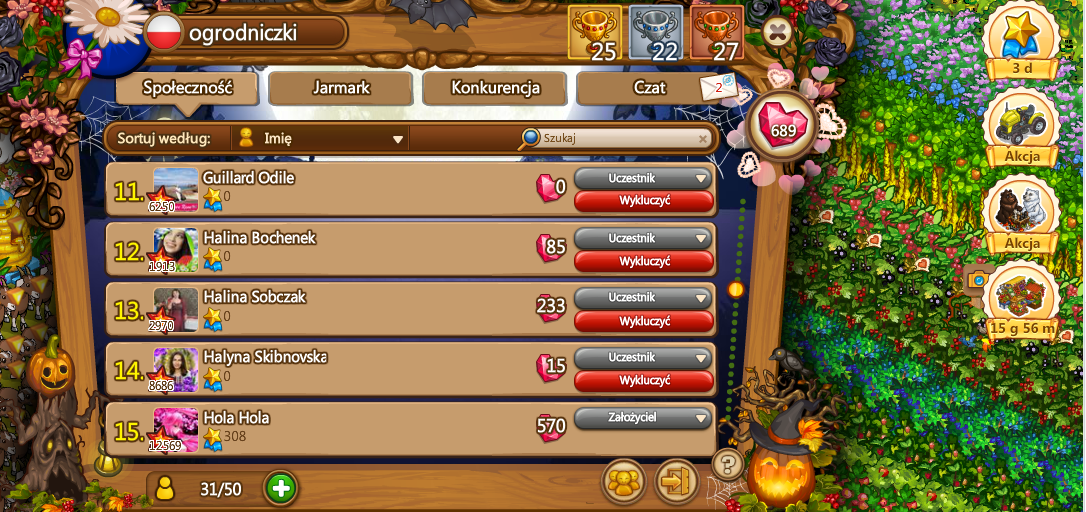 ogrodniczki
25 22 27
3 d
Społeczność Jarmark Konkurencja Czat 2
Sortuj według: Imię Szukaj
689
Akcja
11. Guillard Odile
6250 0 0 Uczestnik
Wykluczyć
12. Halina Bochenek
1913 0 85 Uczestnik
Wykluczyć
Akcja
13. Halina Sobczak
2970 0 233 Uczestnik
Wykluczyć
15 g 56 m
14. Halyna Skibnovska
8686 0 15 Uczestnik
Wykluczyć
15. Hola Hola
12569 308 570 Założyciel
31/50
?